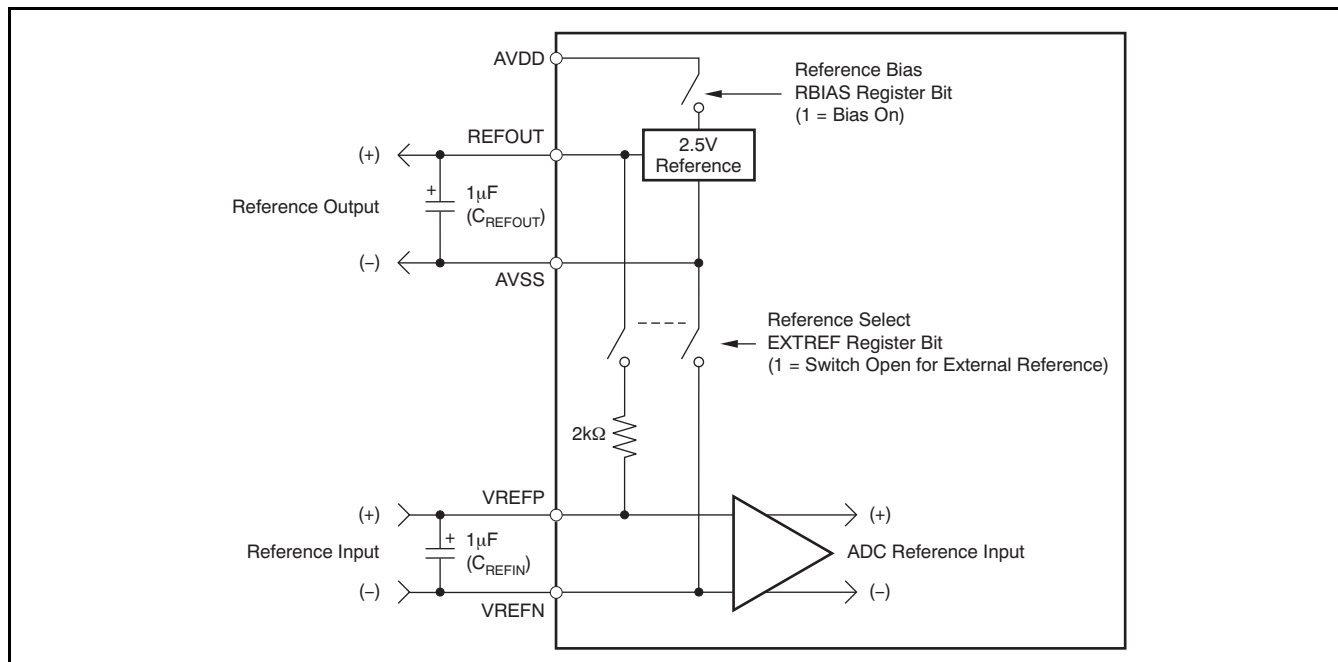 AVDD
Reference Bias
RBIAS Register Bit
(1 = Bias On)
REFOUT
2.5V
Reference
(+)
+
1μF
(CREFOUT)
Reference Output
(−)
AVSS
Reference Select
EXTREF Register Bit
(1 = Switch Open for External Reference)
2kΩ
VREFP
(+)
(+)
+
1μF
(CREFIN)
Reference Input
ADC Reference Input
(−)
(−)
VREFN